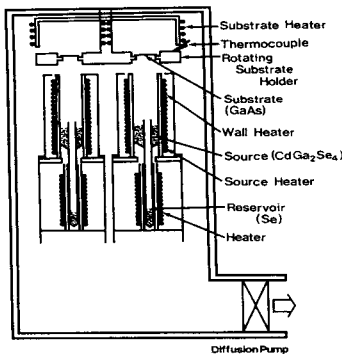 Substrate Heater
Thermocouple
Rotating
Substrate
Holder
Substrate
(GaAs)
Wall Heater
Source (CdGa2Se4)
Source Heater
Reservoir
(Se)
Heater
Diffusion Pump